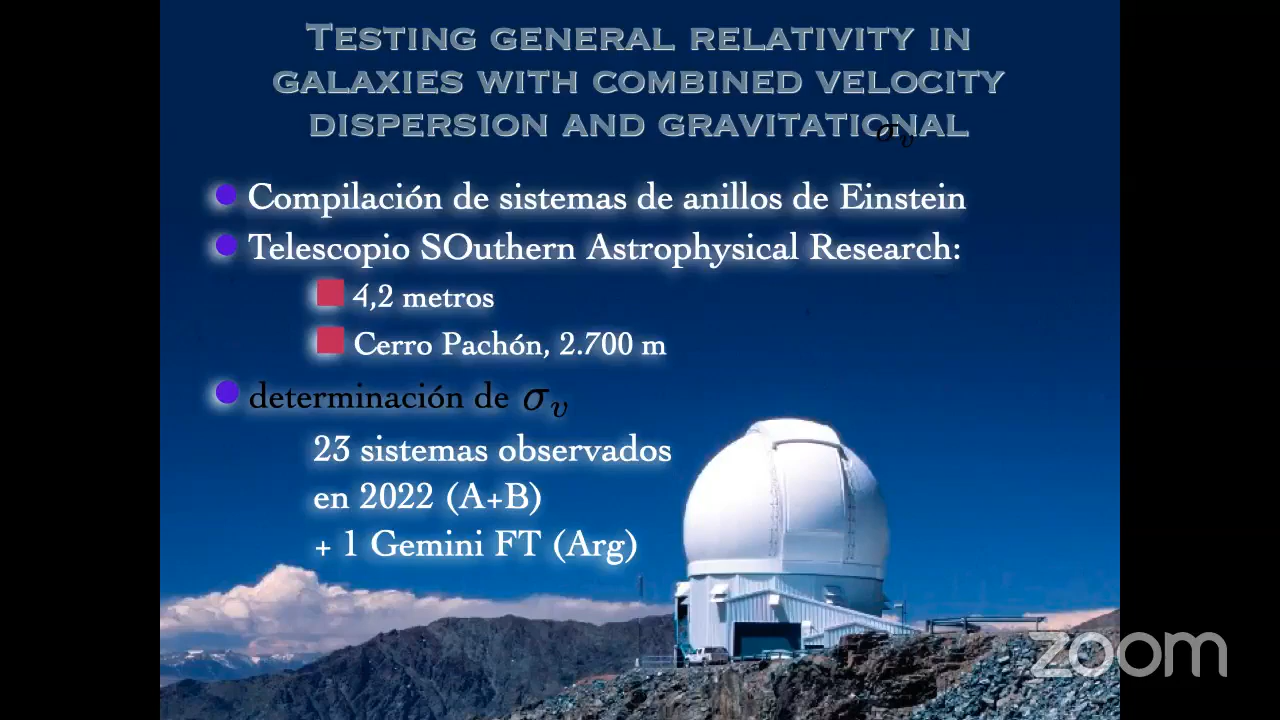 TESTING GENERAL RELATIVITY IN
GALAXIES WITH COMBINED VELOCITY
DISPERSION AND GRAVITATIONAL
σᵥ
Compilación de sistemas de anillos de Einstein
Telescopio SOuthern Astrophysical Research:
4,2 metros
Cerro Pachón, 2.700 m
determinación de σᵥ
23 sistemas observados
en 2022 (A+B)
+ 1 Gemini FT (Arg)
zoom